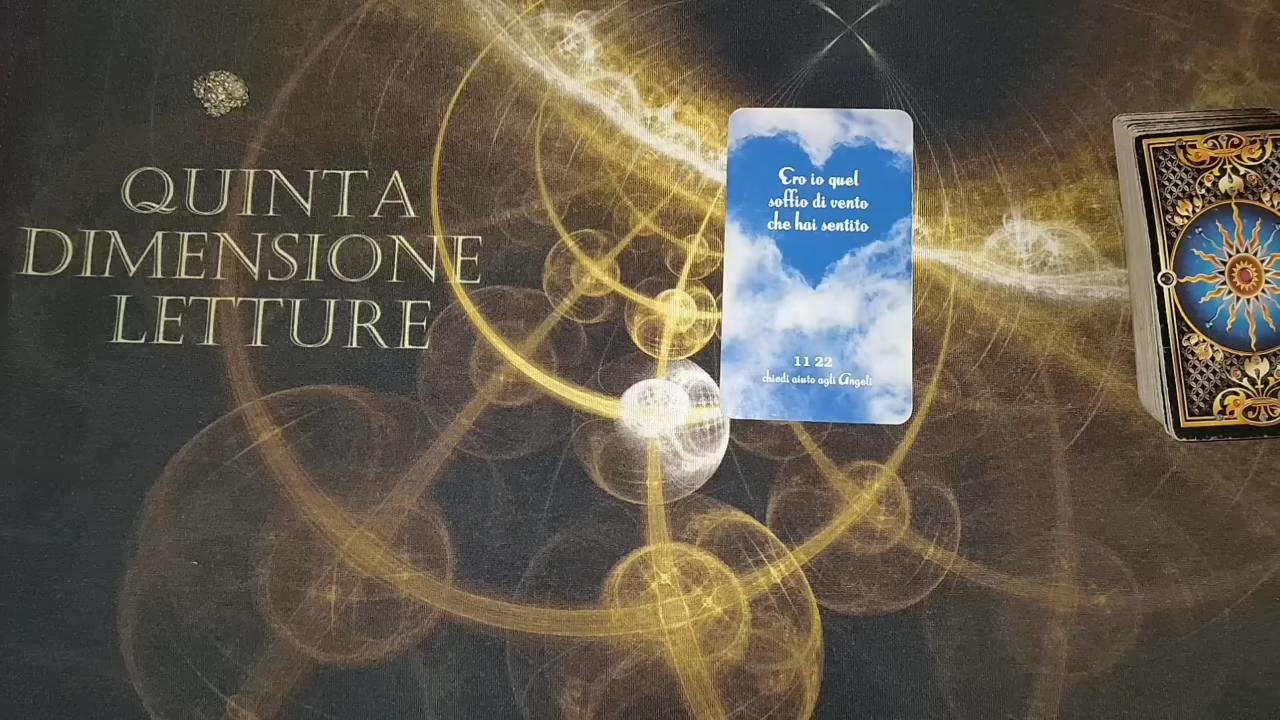 QUINTA
DIMENSIONE
LETTURE
Ero io quel
soffio di vento
che hai sentito
11 22
chiedi aiuto agli Angeli